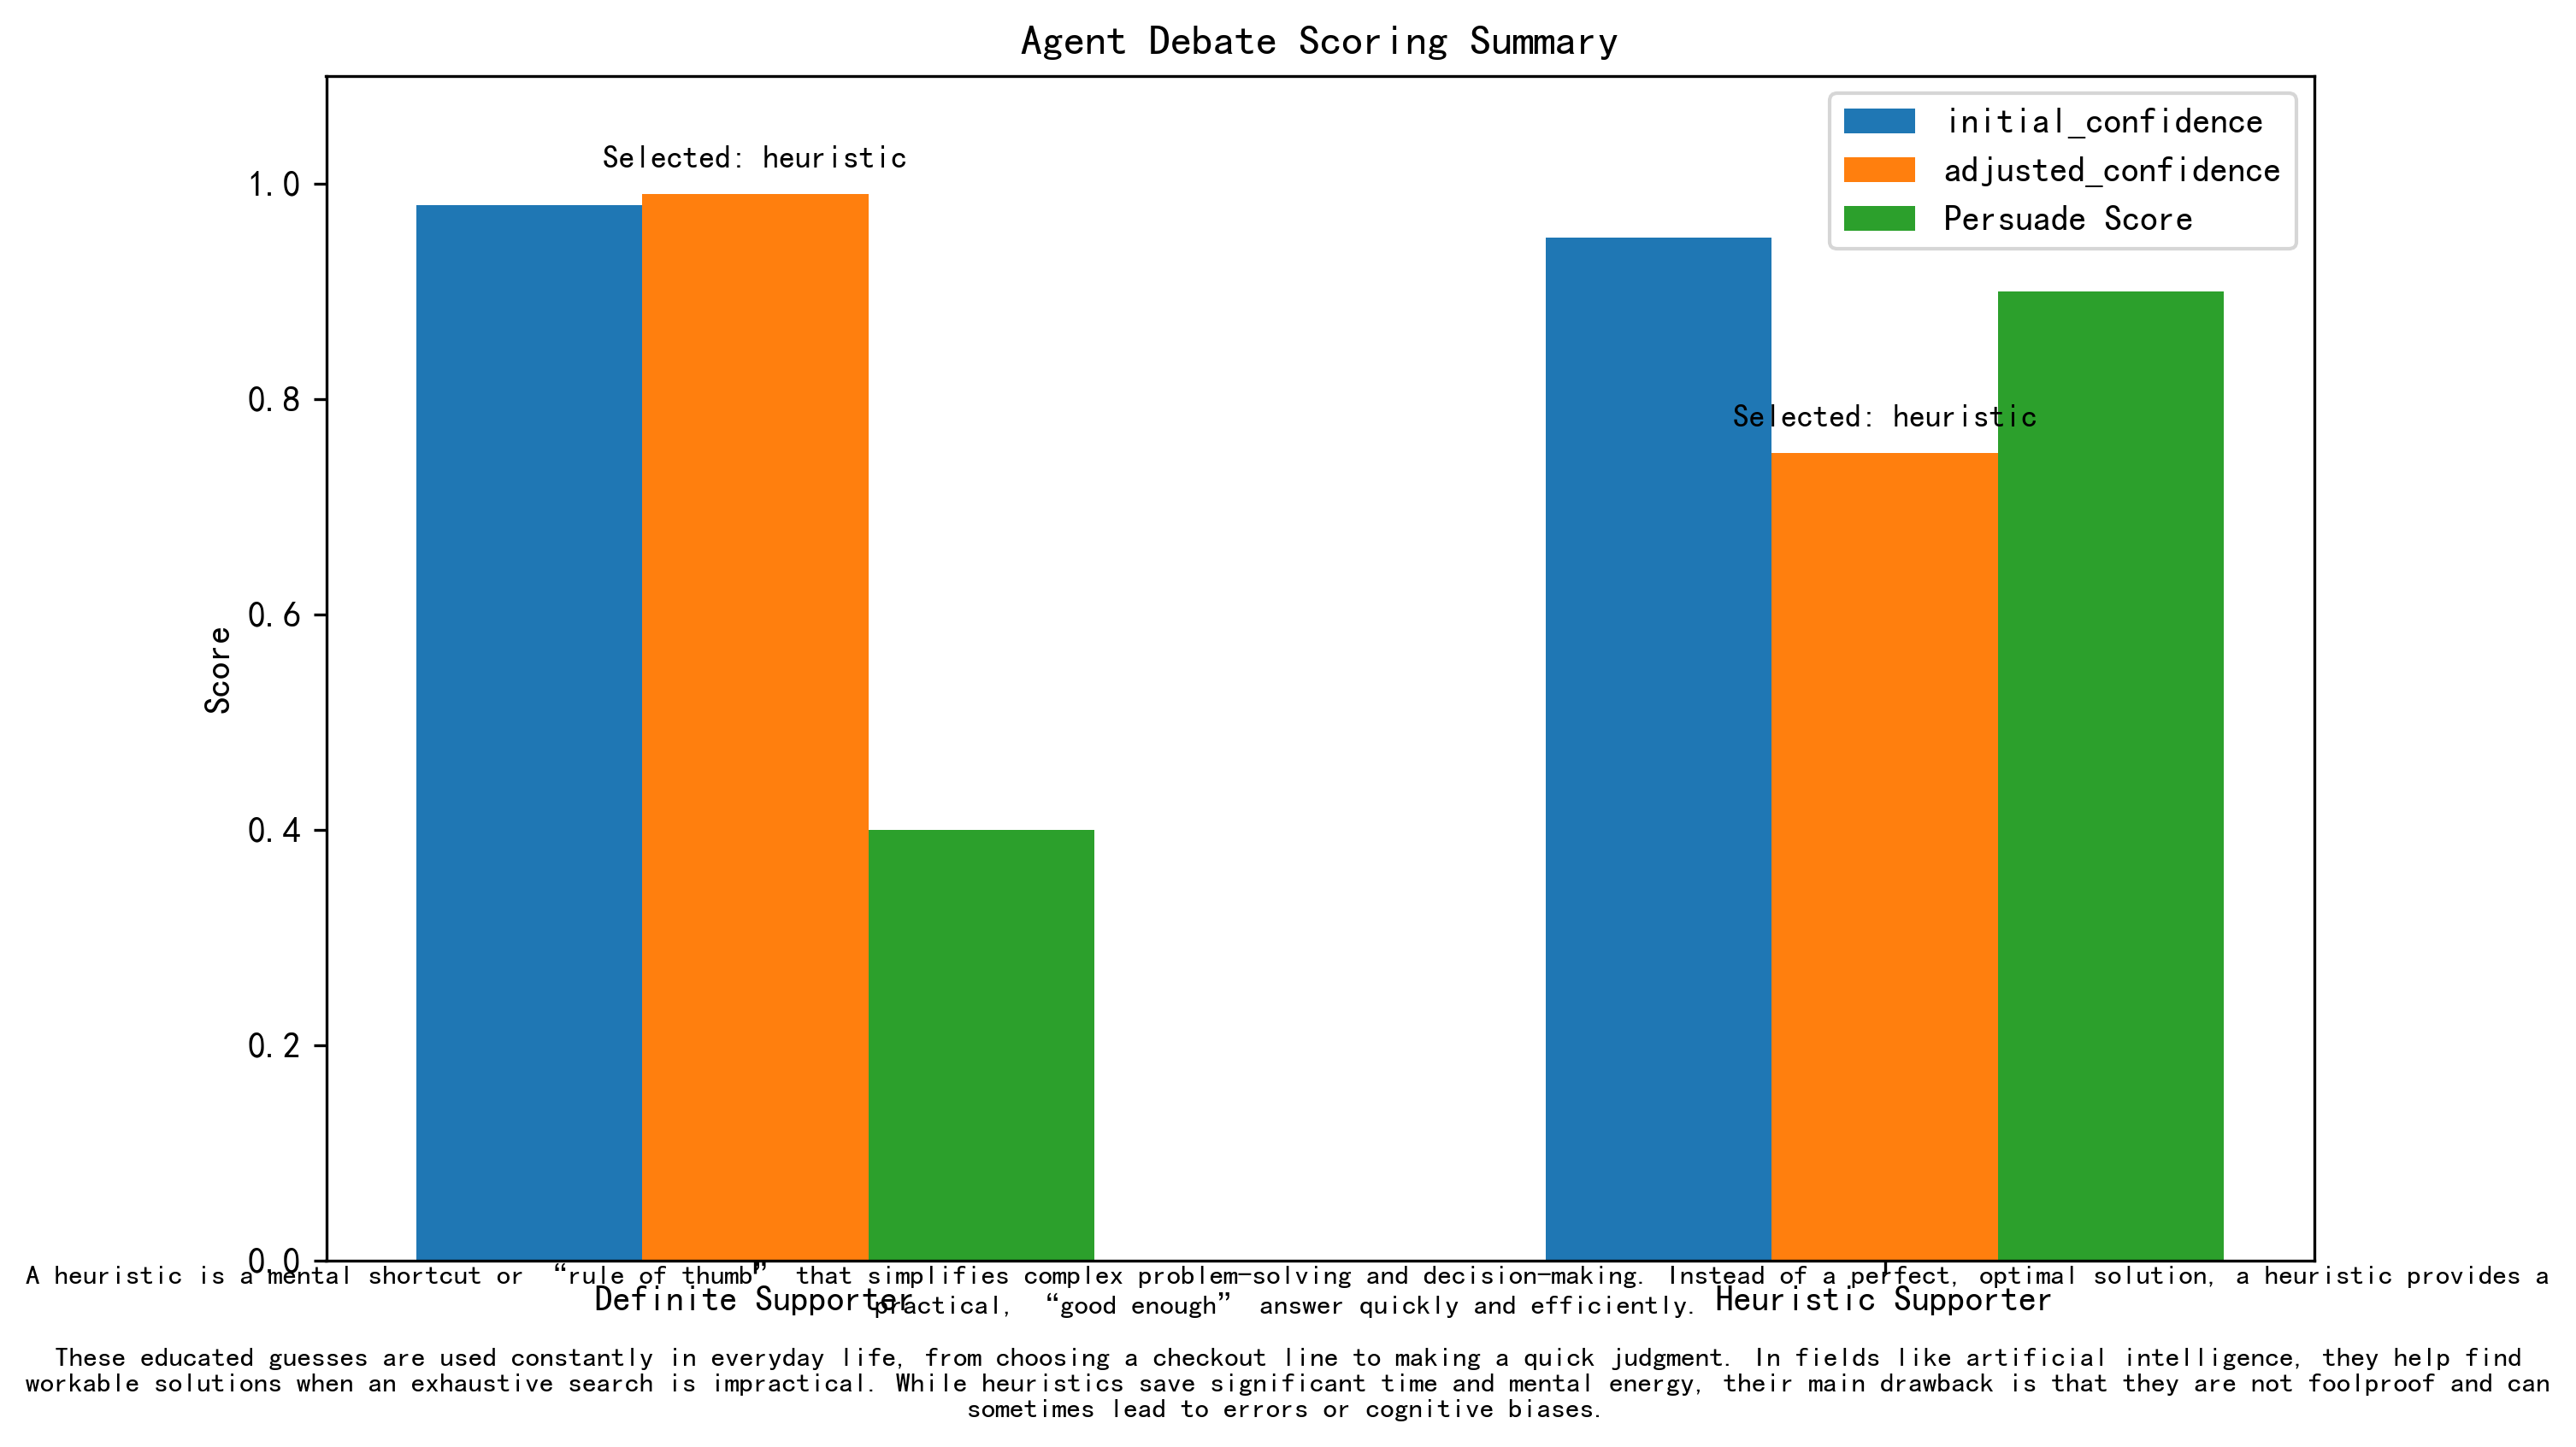 Agent Debate Scoring Summary
Selected: heuristic
Selected: heuristic
initial_confidence
adjusted_confidence
Persuade Score
1.0
0.8
0.6
0.4
0.2
0.0
Score
Definite Supporter
Heuristic Supporter
A heuristic is a mental shortcut or “rule of thumb” that simplifies complex problem-solving and decision-making. Instead of a perfect, optimal solution, a heuristic provides a
practical, “good enough” answer quickly and efficiently.
These educated guesses are used constantly in everyday life, from choosing a checkout line to making a quick judgment. In fields like artificial intelligence, they help find
workable solutions when an exhaustive search is impractical. While heuristics save significant time and mental energy, their main drawback is that they are not foolproof and can
sometimes lead to errors or cognitive biases.